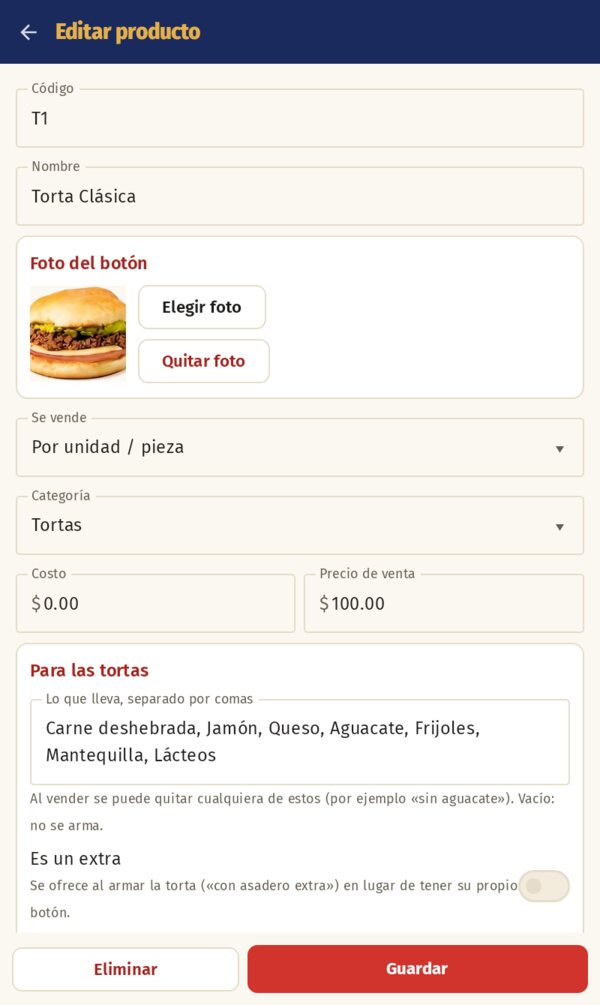 Editar producto
Código
T1
Nombre
Torta Clásica
Foto del botón
Elegir foto
Quitar foto
Se vende
Por unidad / pieza
Categoría
Tortas
Costo
$0.00
Precio de venta
$100.00
Para las tortas
Lo que lleva, separado por comas
Carne deshebrada, Jamón, Queso, Aguacate, Frijoles,
Mantequilla, Lácteos
Al vender se puede quitar cualquiera de estos (por ejemplo «sin aguacate»). Vacío:
no se arma.
Es un extra
Se ofrece al armar la torta («con asadero extra») en lugar de tener su propio
botón.
Eliminar
Guardar